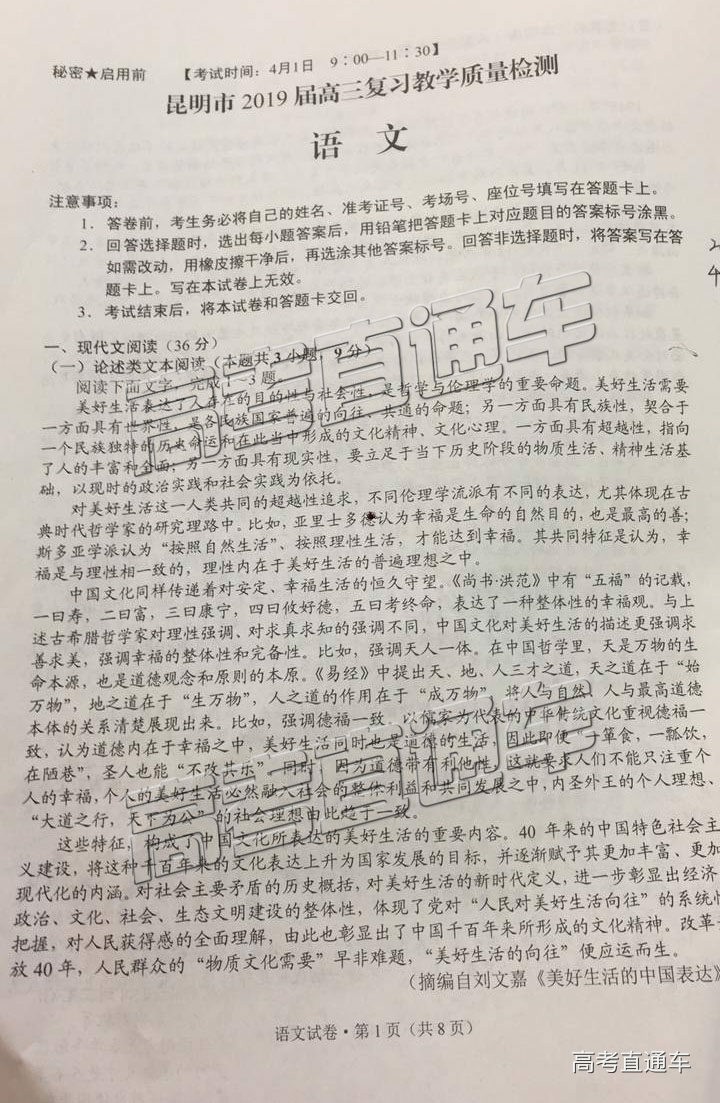 秘密★启用前 【考试时间：4月1日 9：00—11：30】
昆明市 2019 届高三复习教学质量检测
语 文
注意事项：
1．答卷前，考生务必将自己的姓名、准考证号、考场号、座位号填写在答题卡上。
2．回答选择题时，选出每小题答案后，用铅笔把答题卡上对应题目的答案标号涂黑。
如需改动，用橡皮擦干净后，再选涂其他答案标号。回答非选择题时，将答案写在答
题卡上。写在本试卷上无效。
3．考试结束后，将本试卷和答题卡交回。
一、现代文阅读（36 分）
（一）论述类文本阅读（本题共 3 小题，9 分）
阅读下面文字，完成1～3 题。
美好生活表达了人存在的目的性与社会性，是哲学与伦理学的重要命题。美好生活需要
一方面具有世界性，是各民族国家普遍的向往、共通的命题；另一方面具有民族性，契合于
一个民族独特的历史命运和在此当中形成的文化精神、文化心理。一方面具有超越性，指向
了人的丰富和全面；另一方面具有现实性，要立足于当下历史阶段的物质生活、精神生活基
础，以现时的政治实践和社会实践为依托。
对美好生活这一人类共同的超越性追求，不同伦理学流派有不同的表达，尤其体现在古
典时代哲学家的研究理路中。比如，亚里士多德认为幸福是生命的自然目的，也是最高的善；
斯多亚学派认为“按照自然生活”、按照理性生活，才能达到幸福。其共同特征是认为，幸
福是与理性相一致的，理性内在于美好生活的普遍理想之中。
中国文化同样传递着对安定、幸福生活的恒久守望。《尚书·洪范》中有“五福”的记载，
一曰寿，二曰富，三曰康宁，四曰攸好德，五曰考终命，表达了一种整体性的幸福观。与上
述古希腊哲学家对理性强调、对求真求知的强调不同，中国文化对美好生活的描述更强调求
善求美，强调幸福的整体性和完备性。比如，强调天人一体。在中国哲学里，天是万物的生
命本源，也是道德观念和原则的本原。《易经》中提出天、地、人三才之道，天之道在于“始
万物”，地之道在于“生万物”，人之道的作用在于“成万物”，将人与自然、人与最高道德
本体的关系清楚展现出来。比如，强调德福一致。以儒家为代表的中华传统文化重视德福一
致，认为道德内在于幸福之中，美好生活同时也是道德的生活，因此即便“一箪食，一瓢饮，
在陋巷”，圣人也能“不改其乐”。同时，因为道德带有利他性，这就要求人们不能只注重个
人的幸福，个人的美好生活必然融入社会的整体利益和共同发展之中，内圣外王的个人理想、
“大道之行，天下为公”的社会理想由此趋于一致。
这些特征，构成了中国文化所表达的美好生活的重要内容。40 年来的中国特色社会主
义建设，将这种千百年来的文化表达上升为国家发展的目标，并逐渐赋予其更加丰富、更加
现代化的内涵。对社会主要矛盾的历史概括，对美好生活的新时代定义，进一步彰显出经济、
政治、文化、社会、生态文明建设的整体性，体现了党对“人民对美好生活向往”的系统性
把握，对人民获得感的全面理解，由此也彰显出了中国千百年来所形成的文化精神。改革开
放 40 年，人民群众的“物质文化需要”早非难题，“美好生活的向往”便应运而生。
（摘编自刘文嘉《美好生活的中国表达》
语文试卷·第 1 页（共 8 页）
高考直通车
高考直通车
高考直通车